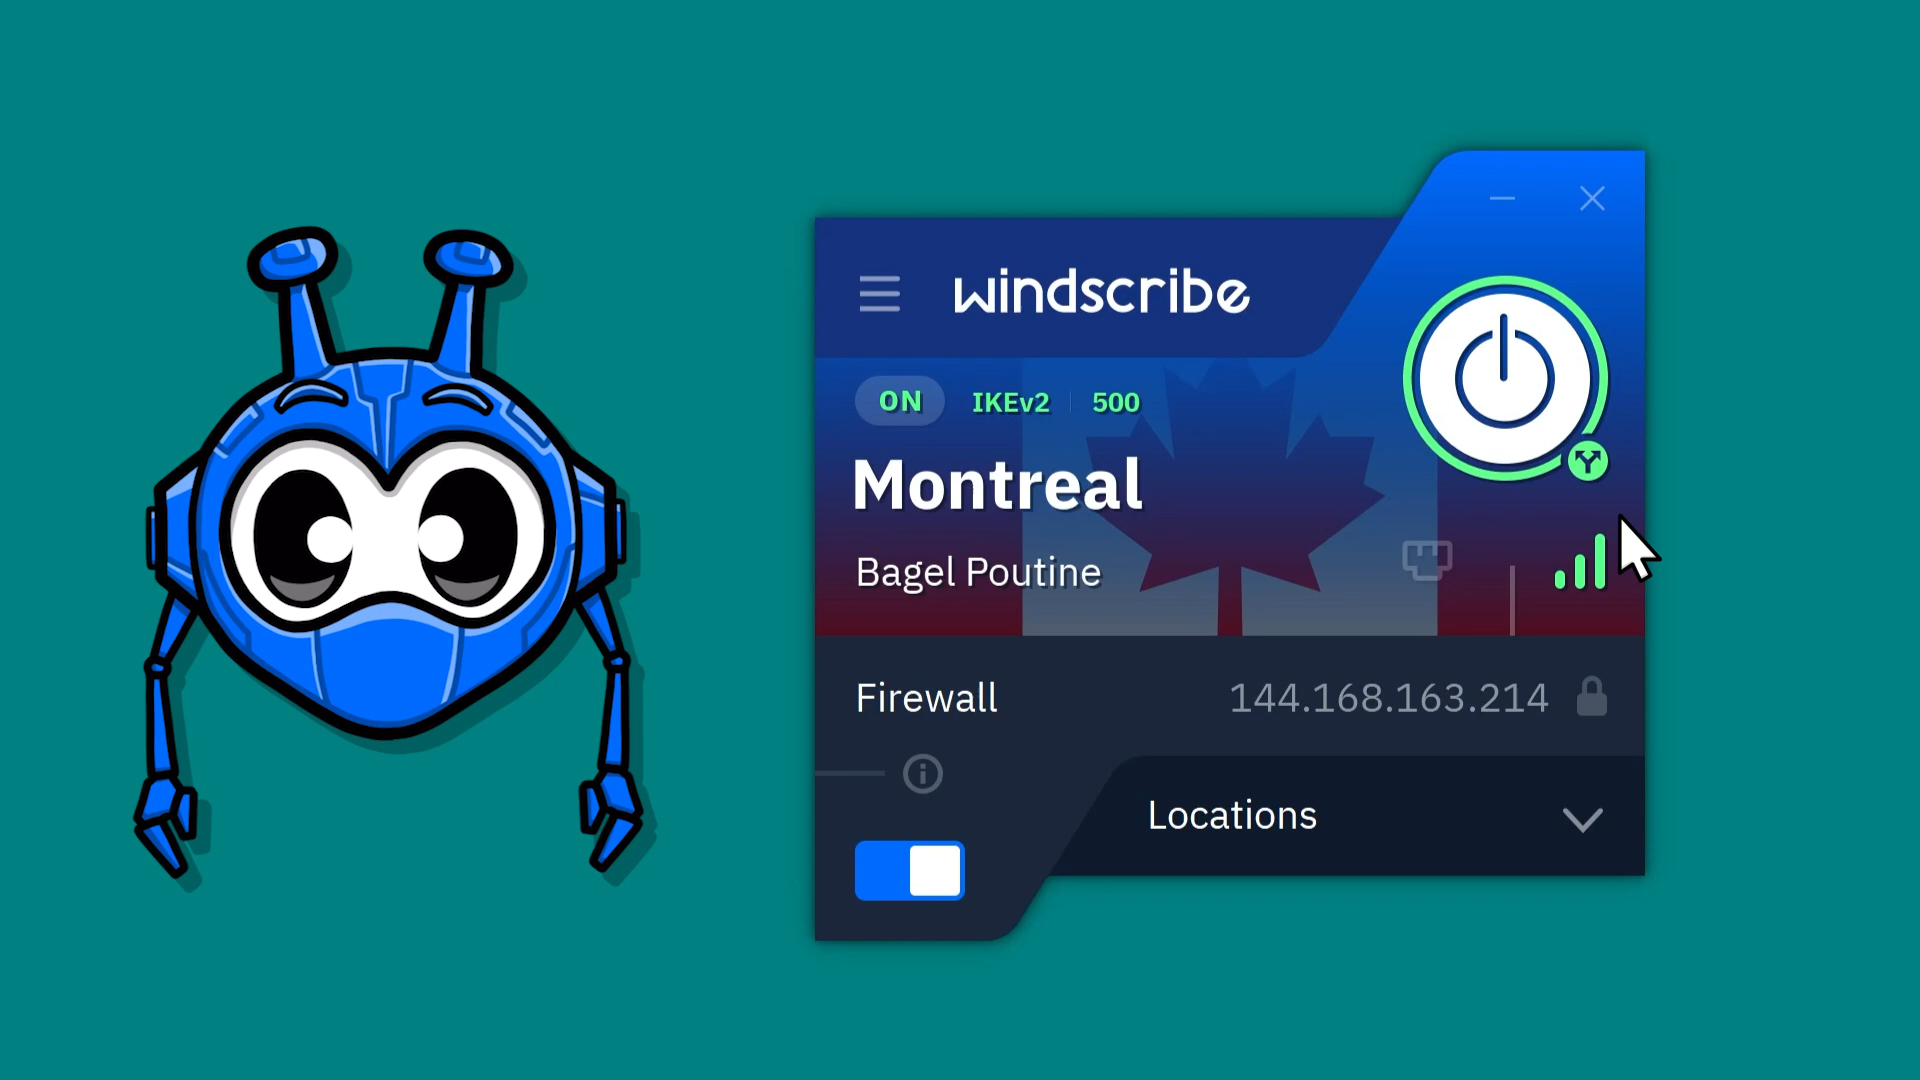 windscribe
ON IKEv2 500
Montreal
Bagel Poutine
Firewall 144.168.163.214
Locations